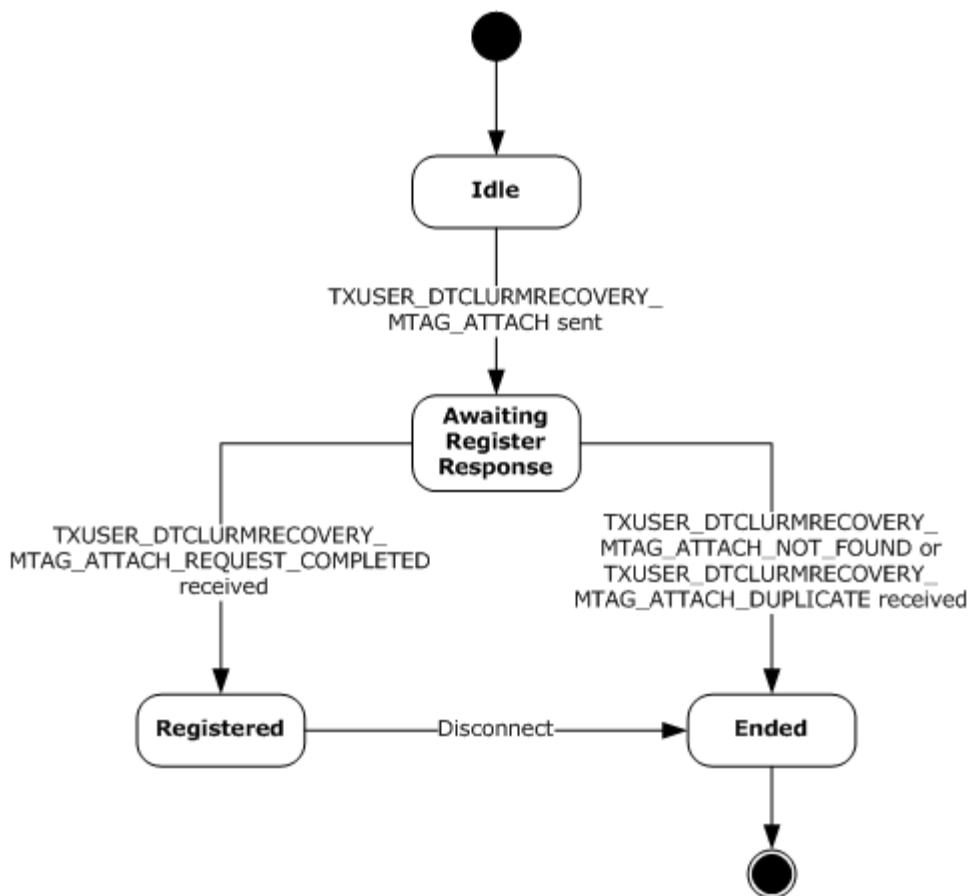 Idle
TXUSER_DTCLURMRECOVERY_
MTAG_ATTACH sent
Awaiting
Register
Response
TXUSER_DTCLURMRECOVERY_
MTAG_ATTACH_REQUEST_COMPLETED
received
TXUSER_DTCLURMRECOVERY_
MTAG_ATTACH_NOT_FOUND or
TXUSER_DTCLURMRECOVERY_
MTAG_ATTACH_DUPLICATE received
Registered
Disconnect
Ended